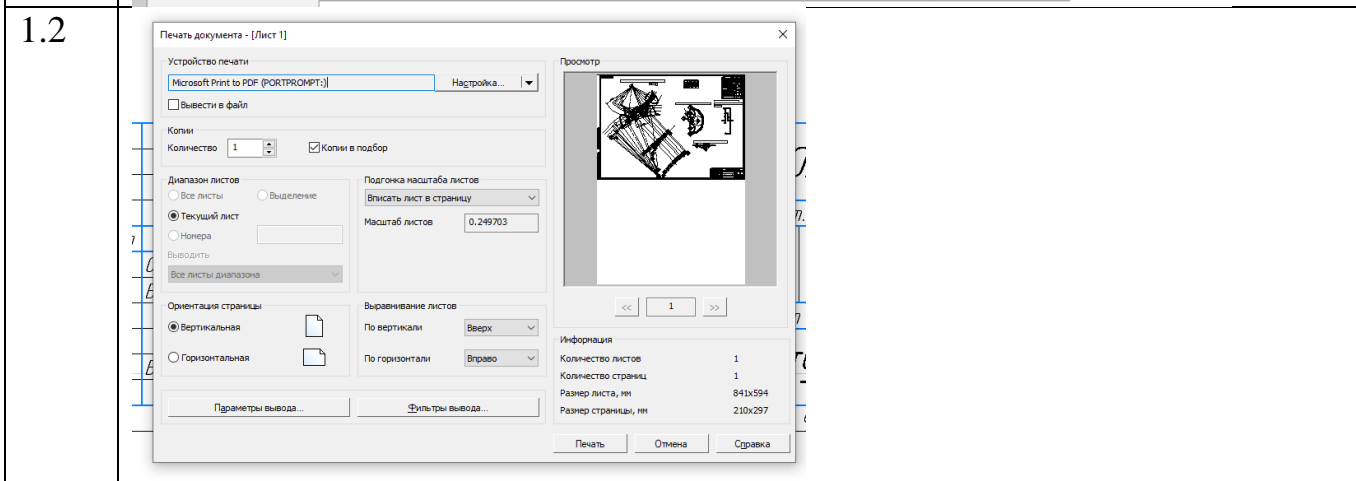 1.2
Печать документа - [Лист 1]
Устройство печати
Microsoft Print to PDF (PORTPROMPT:)
Настройка...
Вывести в файл
Копии
Количество 1
Копии в подбор
Диапазон листов
Все листы Выделение
Текущий лист
Номера
Выводить
Все листы диапазона
Подгонка масштаба листов
Вписать лист в страницу
Масштаб листов 0.249703
Ориентация страницы
Вертикальная
Горизонтальная
Выравнивание листов
По вертикали Вверх
По горизонтали Вправо
Параметры вывода...
Фильтры вывода...
Просмотр
<< 1 >>
Информация
Количество листов 1
Количество страниц 1
Размер листа, мм 841x594
Размер страницы, мм 210x297
Печать Отмена Справка